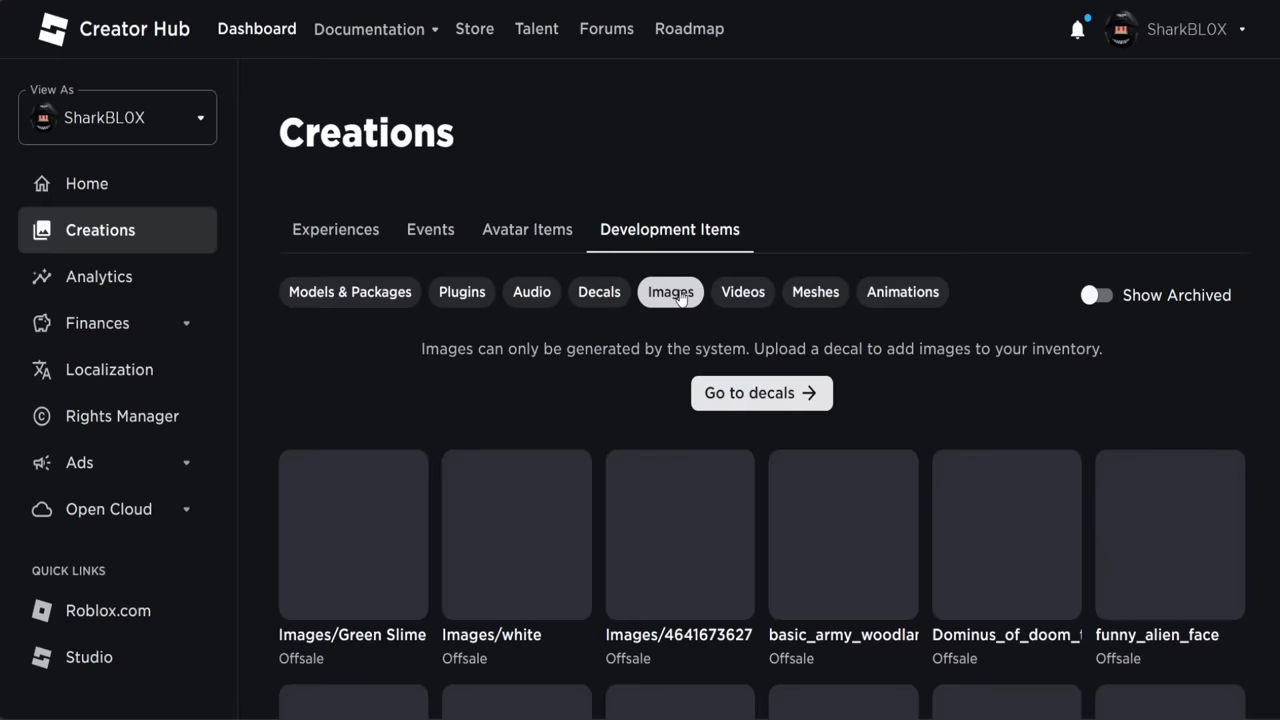 Creator Hub
Dashboard
Documentation
Store
Talent
Forums
Roadmap
SharkBL0X
View As
SharkBL0X
Home
Creations
Analytics
Finances
Localization
Rights Manager
Ads
Open Cloud
QUICK LINKS
Roblox.com
Studio
Creations
Experiences
Events
Avatar Items
Development Items
Models & Packages
Plugins
Audio
Decals
Images
Videos
Meshes
Animations
Show Archived
Images can only be generated by the system. Upload a decal to add images to your inventory.
Go to decals
Images/Green Slime
Offsale
Images/white
Offsale
Images/4641673627
Offsale
basic_army_woodlar
Offsale
Dominus_of_doom_
Offsale
funny_alien_face
Offsale